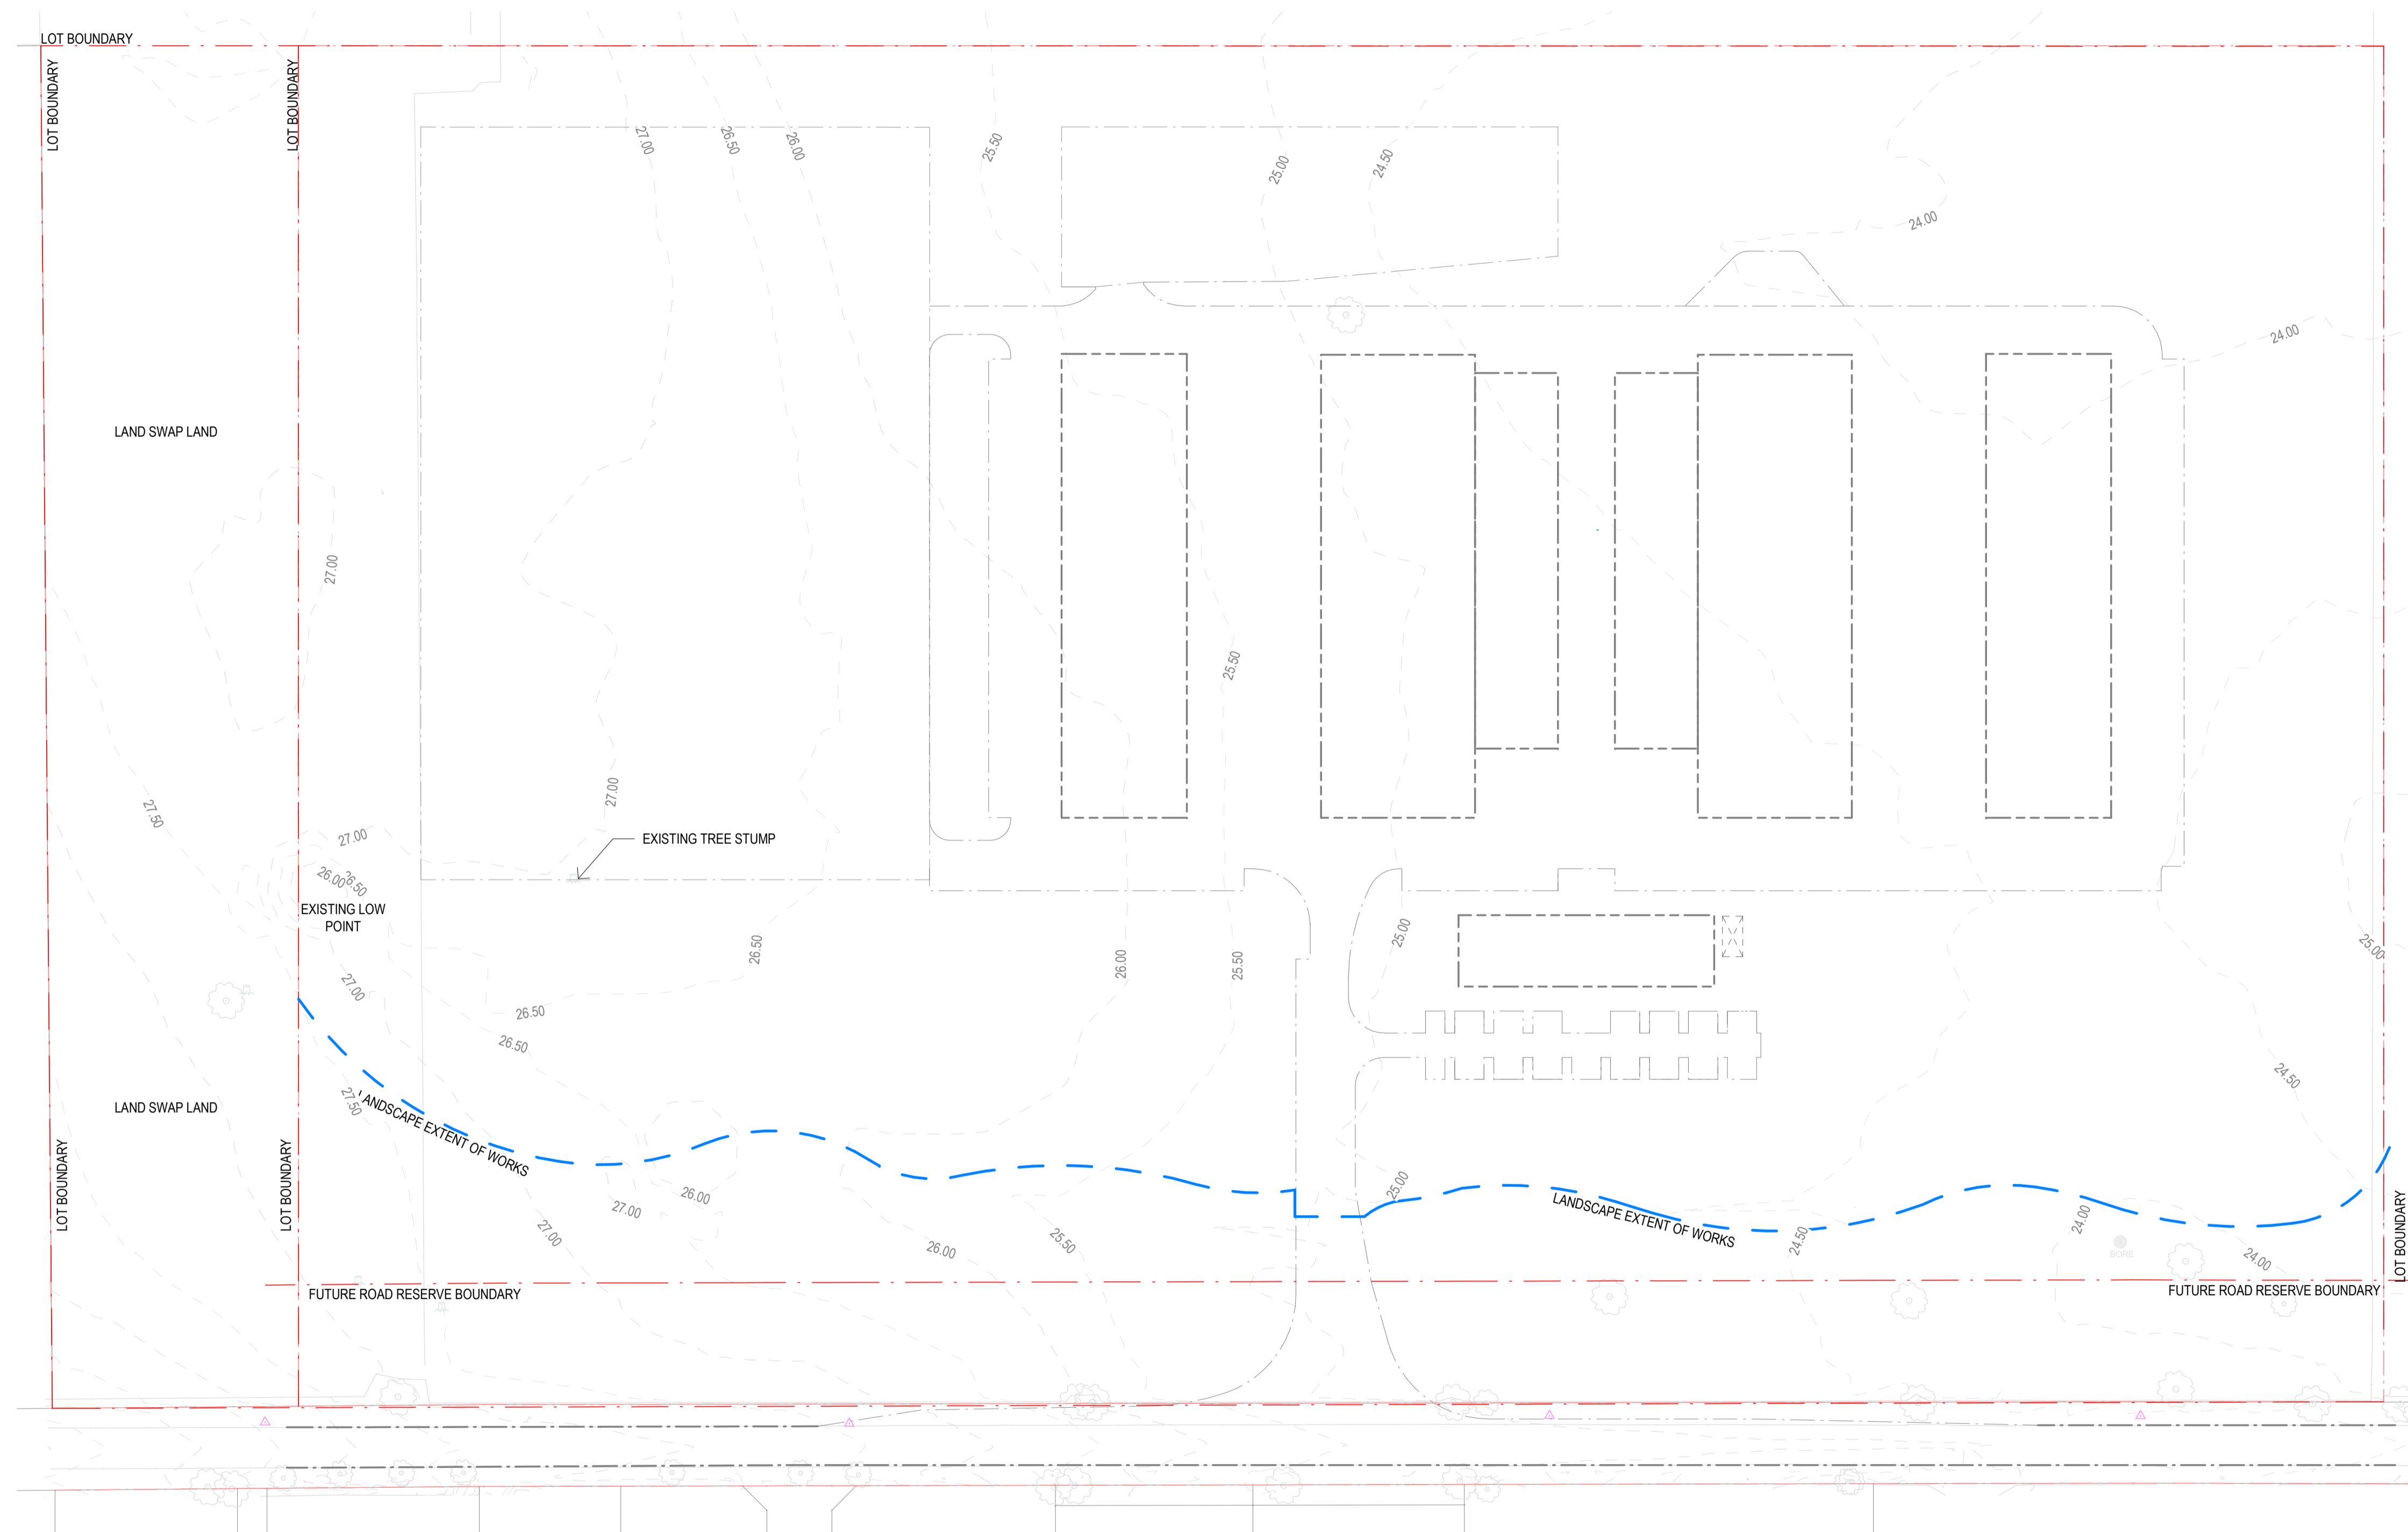 LOT BOUNDARY
LOT BOUNDARY
LOT BOUNDARY
27.00
26.50
26.00
25.50
25.00
24.50
24.00
24.00
LAND SWAP LAND
27.00
25.50
27.50
27.00
27.00
EXISTING TREE STUMP
26.00
26.50
EXISTING LOW
POINT
26.50
26.00
25.50
25.00
25.00
27.00
26.50
26.50
24.50
27.50
LANDSCAPE EXTENT OF WORKS
LAND SWAP LAND
LOT BOUNDARY
LOT BOUNDARY
27.00
26.00
27.00
26.00
25.50
25.00
LANDSCAPE EXTENT OF WORKS
24.50
24.00
BORE
24.00
LOT BOUNDARY
FUTURE ROAD RESERVE BOUNDARY
FUTURE ROAD RESERVE BOUNDARY